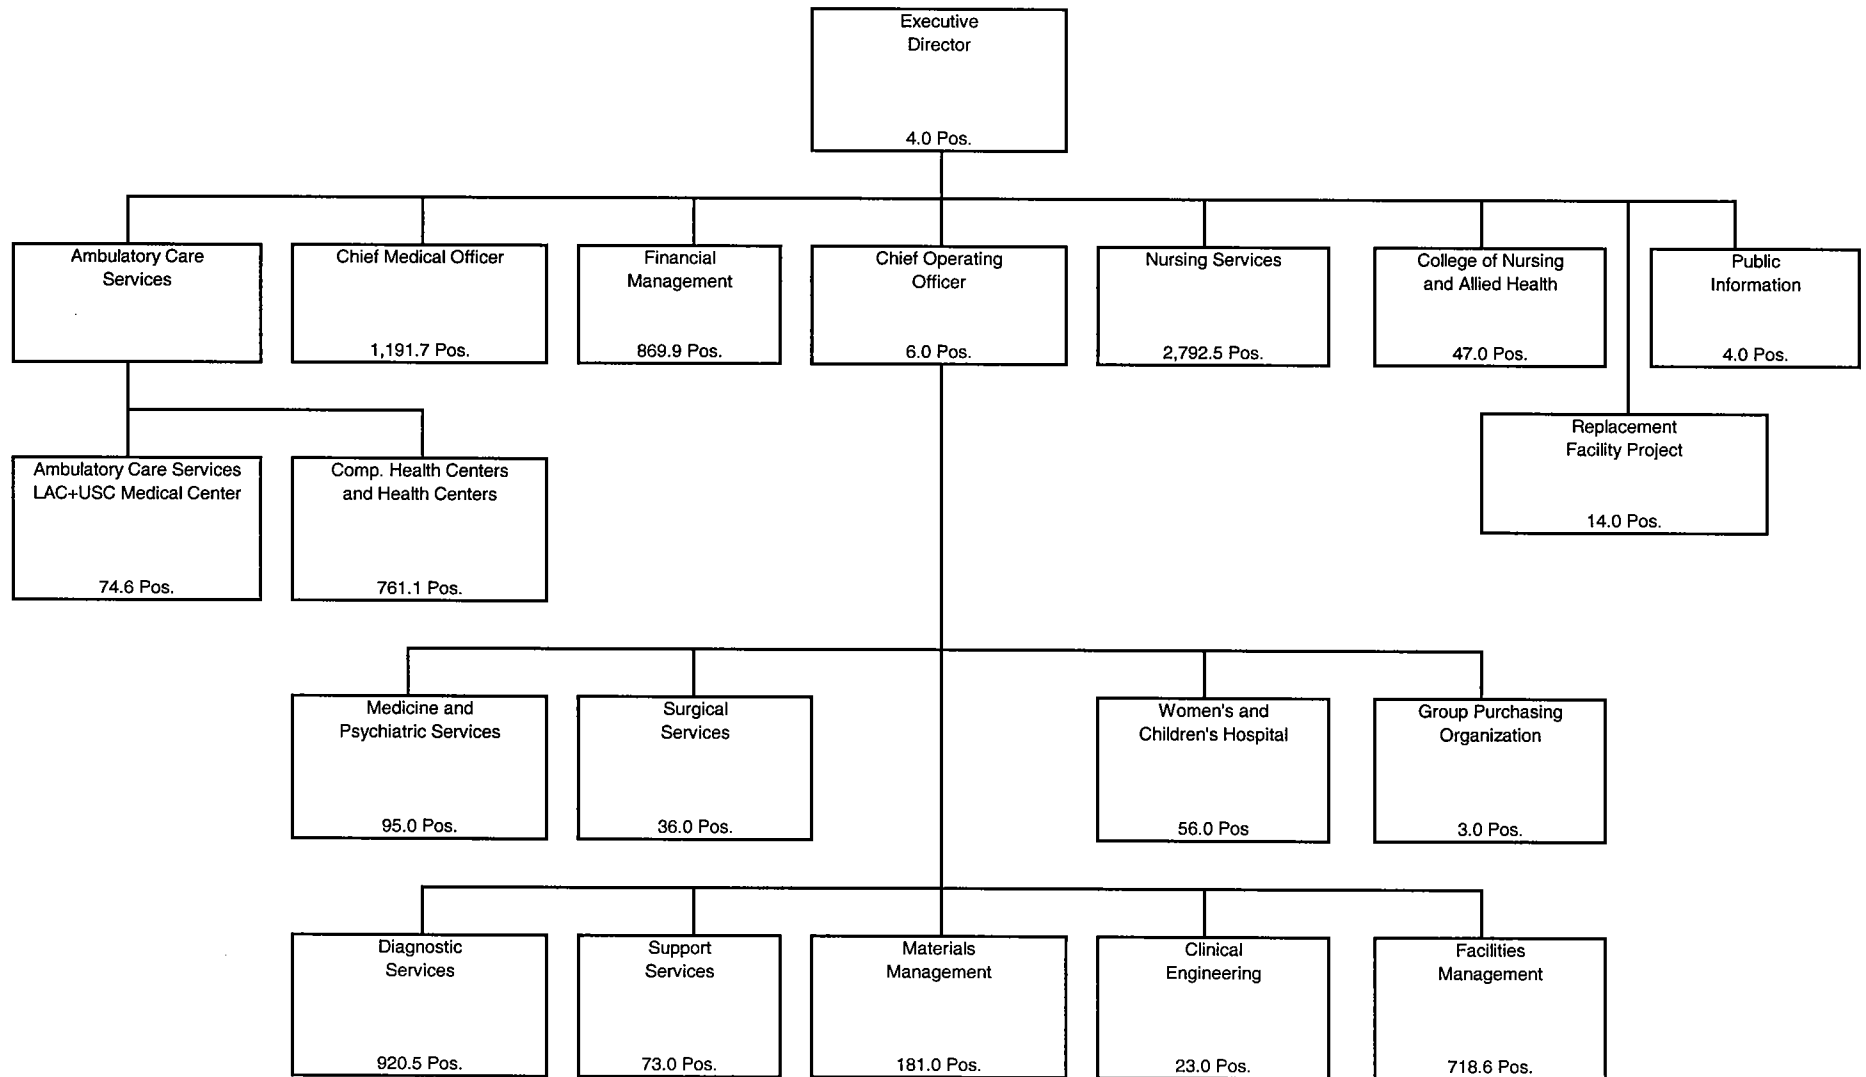 Executive
Director
4.0 Pos.
Ambulatory Care
Services
Chief Medical Officer
1,191.7 Pos.
Financial
Management
869.9 Pos.
Chief Operating
Officer
6.0 Pos.
Nursing Services
2,792.5 Pos.
College of Nursing
and Allied Health
47.0 Pos.
Public
Information
4.0 Pos.
Replacement
Facility Project
14.0 Pos.
Ambulatory Care Services
LAC+USC Medical Center
74.6 Pos.
Comp. Health Centers
and Health Centers
761.1 Pos.
Medicine and
Psychiatric Services
95.0 Pos.
Surgical
Services
36.0 Pos.
Women's and
Children's Hospital
56.0 Pos
Group Purchasing
Organization
3.0 Pos.
Diagnostic
Services
920.5 Pos.
Support
Services
73.0 Pos.
Materials
Management
181.0 Pos.
Clinical
Engineering
23.0 Pos.
Facilities
Management
718.6 Pos.